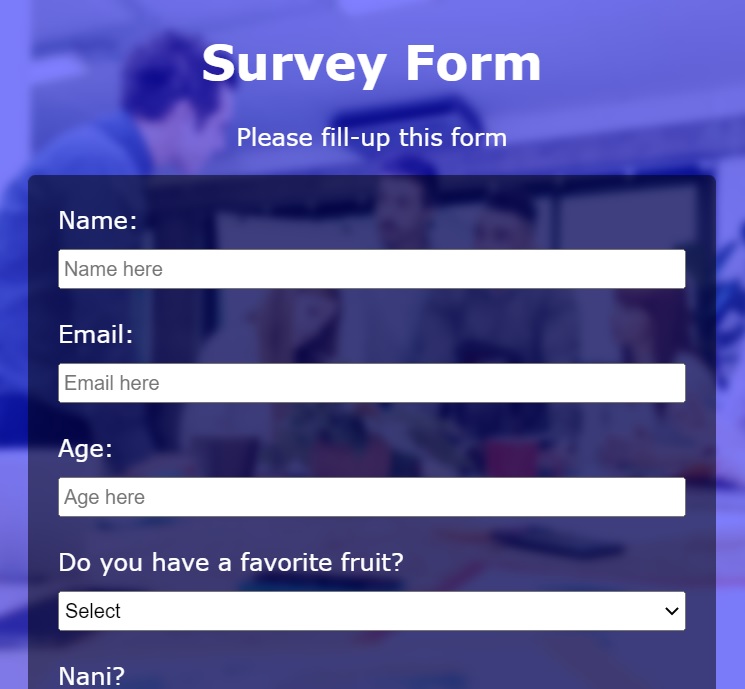 Survey Form
Please fill-up this form
Name:
Name here
Email:
Email here
Age:
Age here
Do you have a favorite fruit?
Select
Nani?